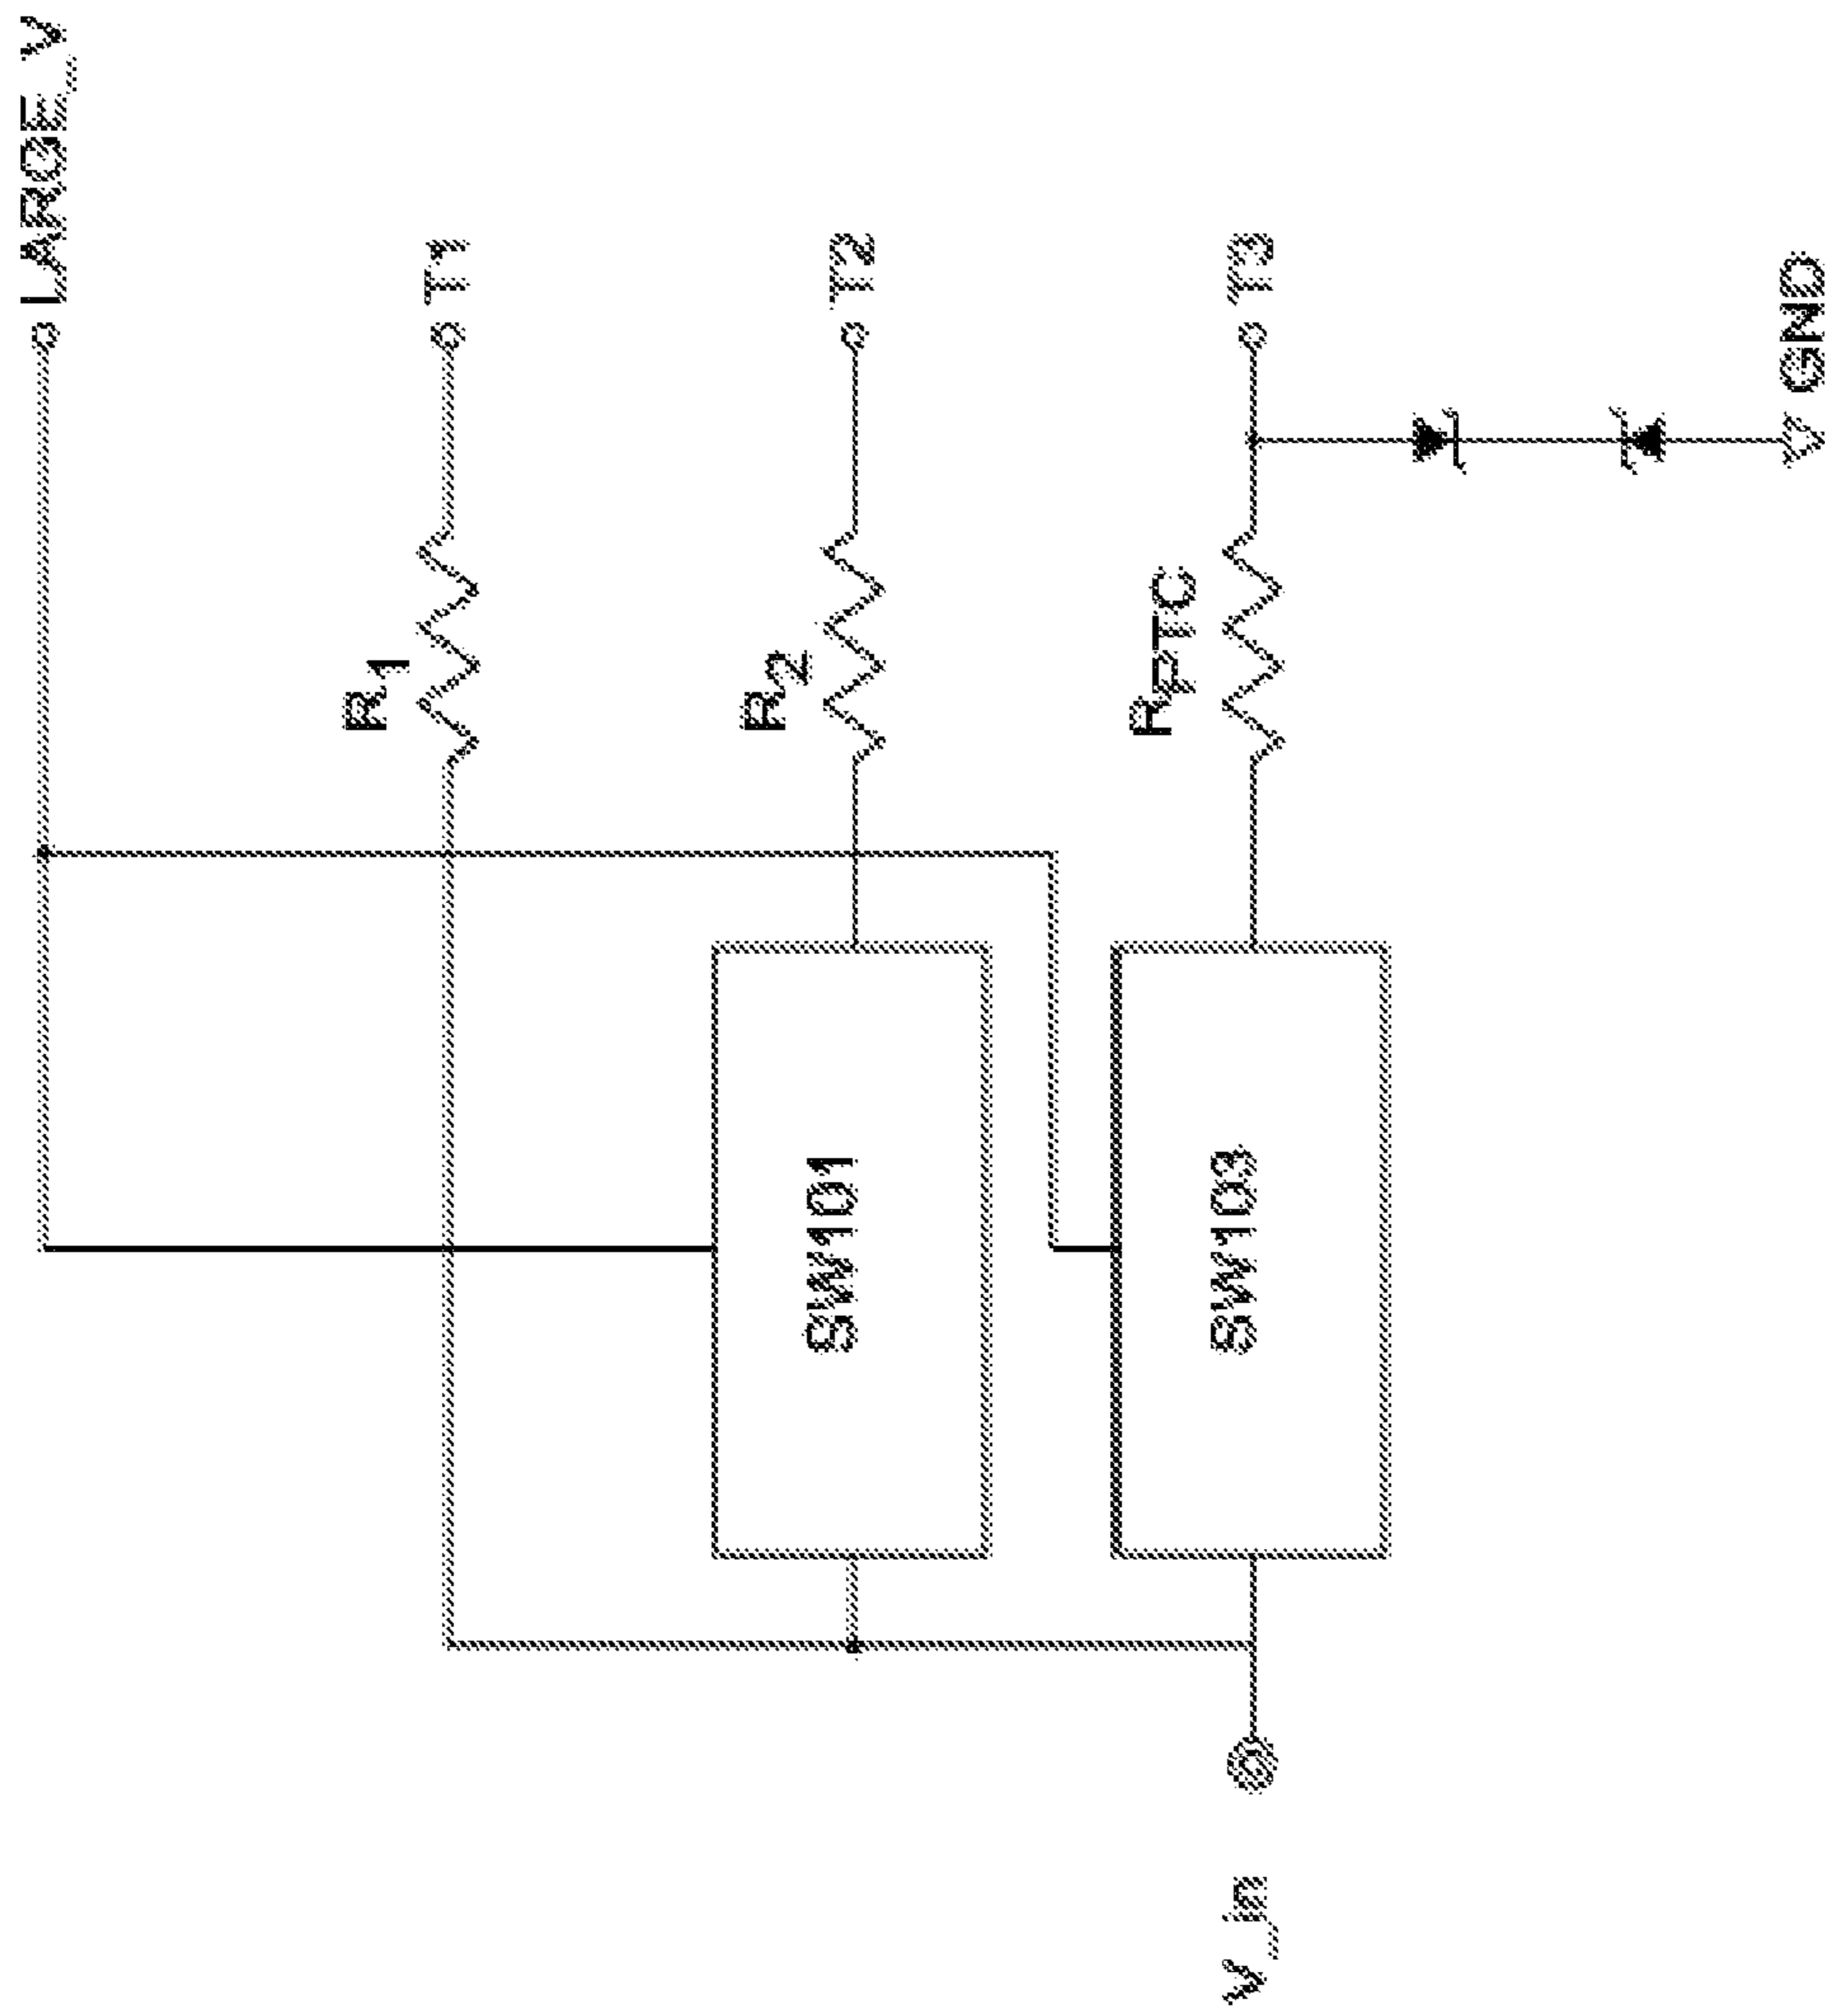 LARGE_V
T1
R1
T2
R2
SW101
T3
RPTC
SW103
V_in
GND